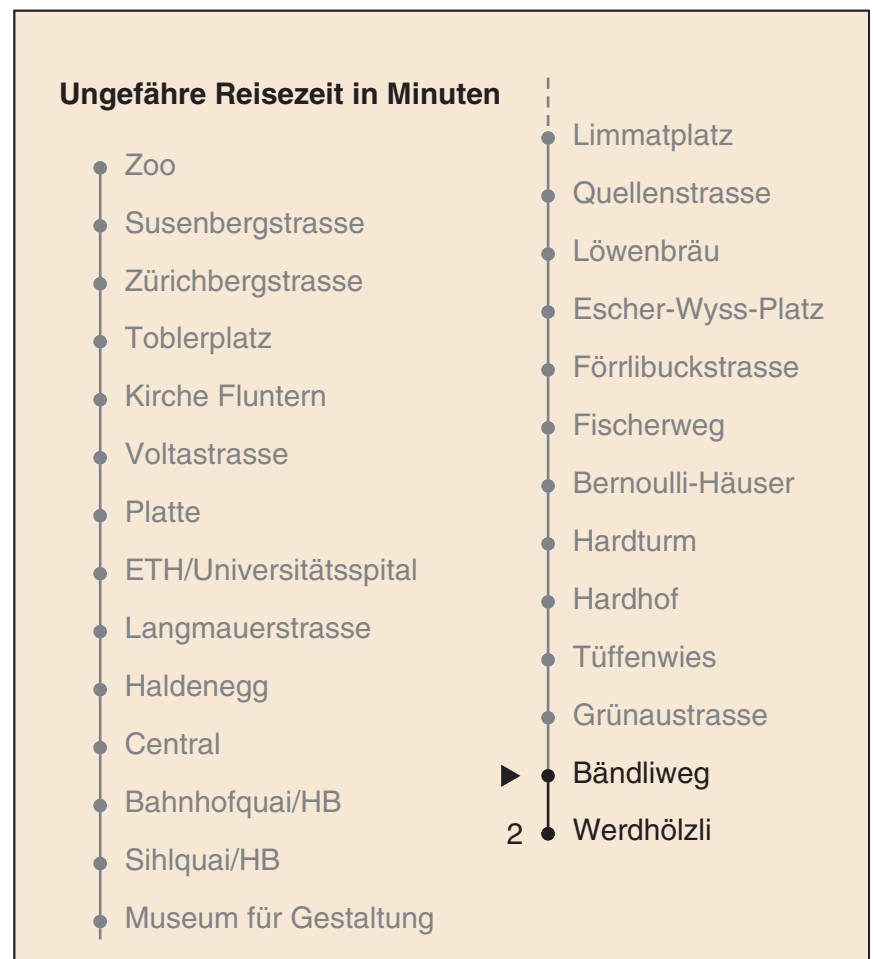 Ungefähre Reisezeit in Minuten
Zoo
Susenbergstrasse
Zürichbergstrasse
Toblerplatz
Kirche Fluntern
Voltastrasse
Platte
ETH/Universitätsspital
Langmauerstrasse
Haldenegg
Central
Bahnhofquai/HB
Sihlquai/HB
Museum für Gestaltung
Limmatplatz
Quellenstrasse
Löwenbräu
Escher-Wyss-Platz
Förrlibuckstrasse
Fischerweg
Bernoulli-Häuser
Hardturm
Hardhof
Tüffenwies
Grünaustrasse
Bändliweg
2 Werdhölzli